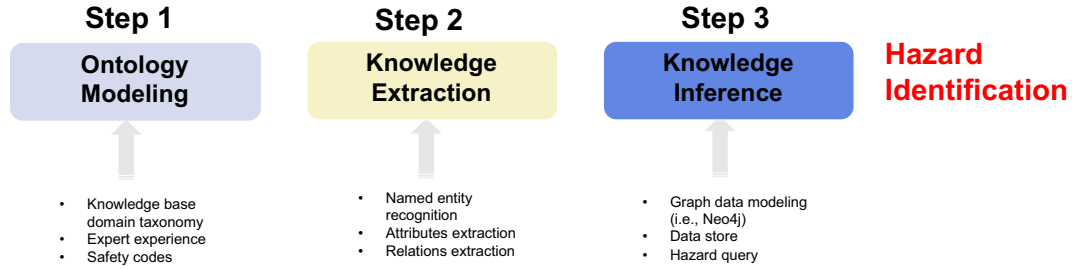 Step 1
Ontology
Modeling
• Knowledge base
domain taxonomy
• Expert experience
• Safety codes
Step 2
Knowledge
Extraction
• Named entity
recognition
• Attributes extraction
• Relations extraction
Step 3
Knowledge
Inference
• Graph data modeling
(i.e., Neo4j)
• Data store
• Hazard query
Hazard
Identification